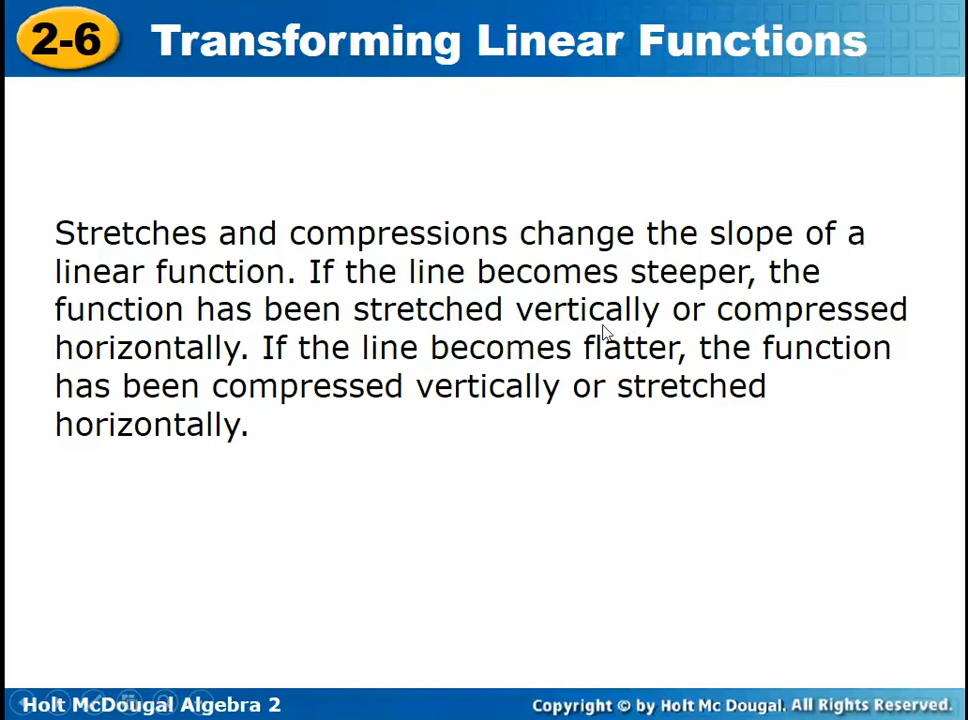 2-6 Transforming Linear Functions
Stretches and compressions change the slope of a
linear function. If the line becomes steeper, the
function has been stretched vertically or compressed
horizontally. If the line becomes flatter, the function
has been compressed vertically or stretched
horizontally.
Holt McDougal Algebra 2
Copyright © by Holt Mc Dougal. All Rights Reserved.